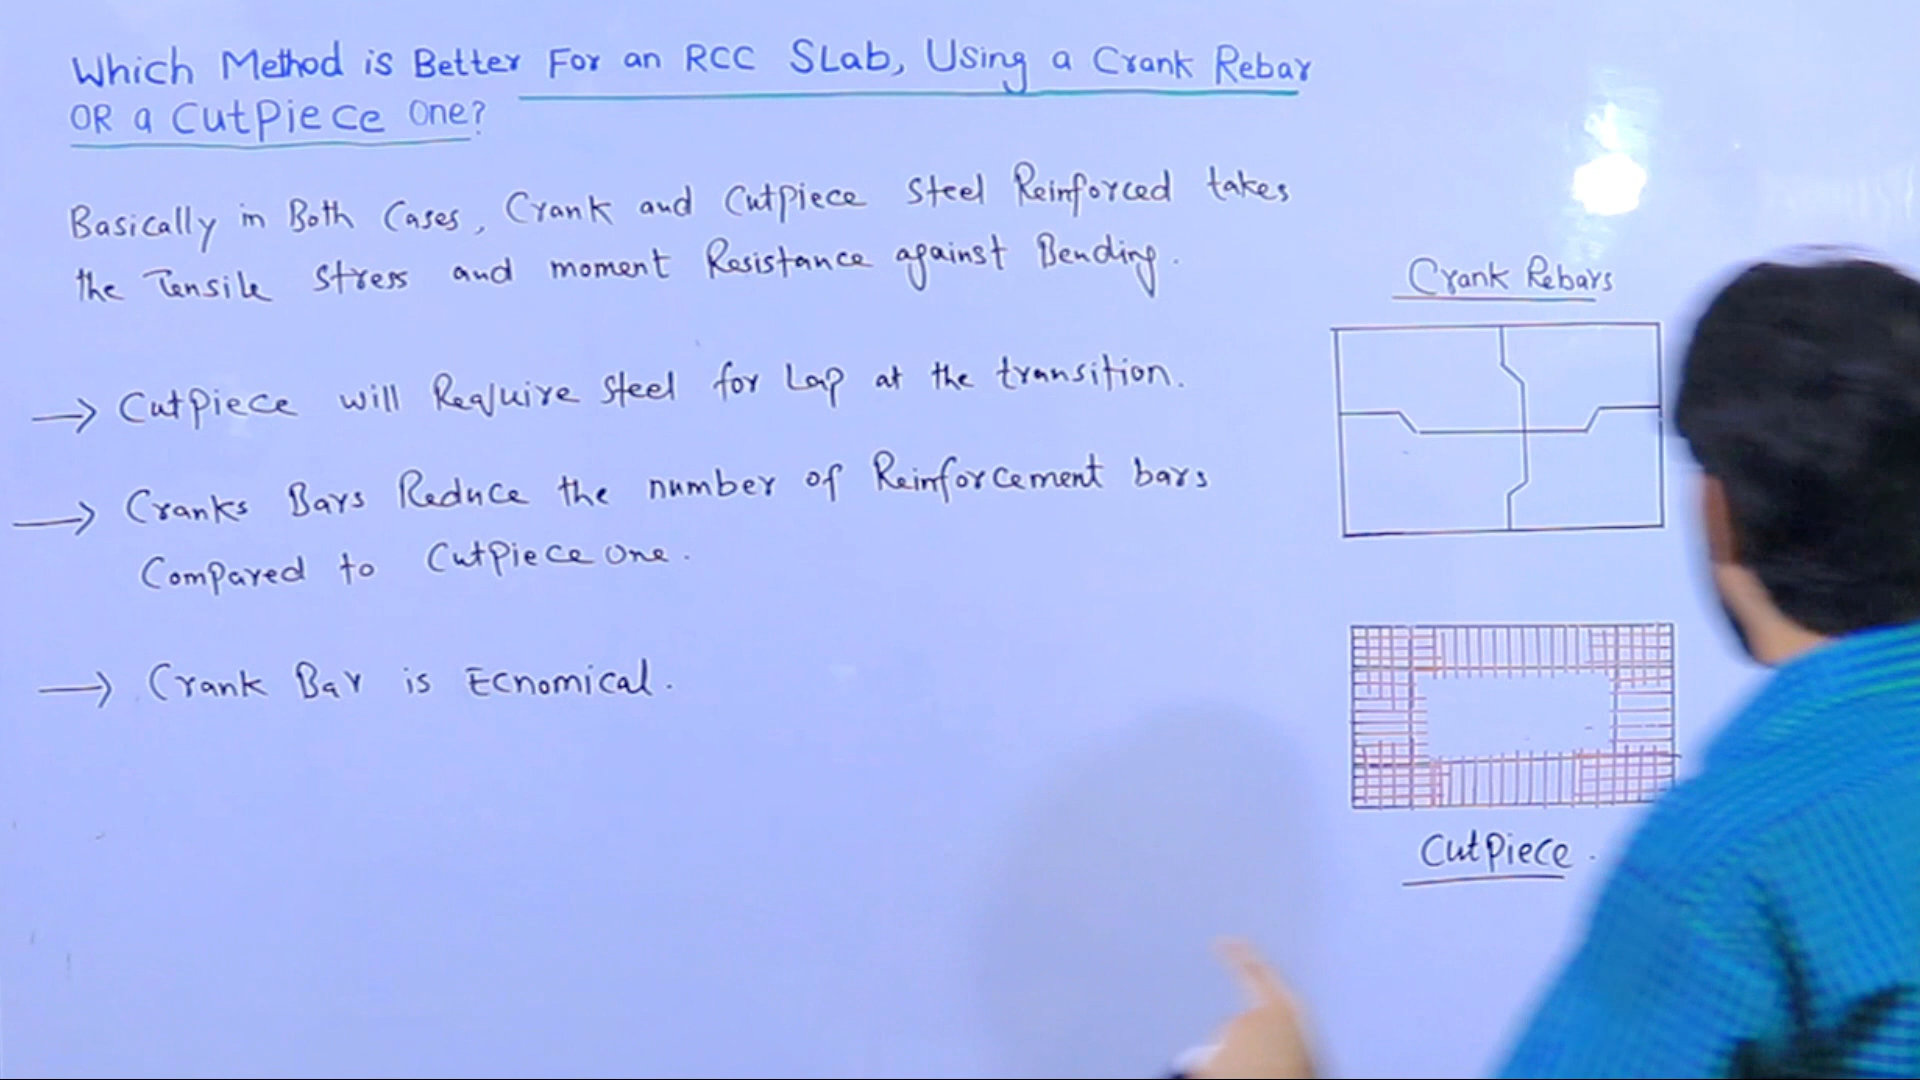 Which Method is Better For an RCC SLab, Using a Crank Rebar
OR a CutPiece One?
Basically in Both Cases, Crank and CutPiece Steel Reinforced takes
the Tensile Stress and moment Resistance against Bending.
→ CutPiece will Require Steel for Lap at the transition.
→ Cranks Bars Reduce the number of Reinforcement bars
Compared to CutPiece One.
→ Crank Bar is Ecnomical.
Crank Rebars
CutPiece.